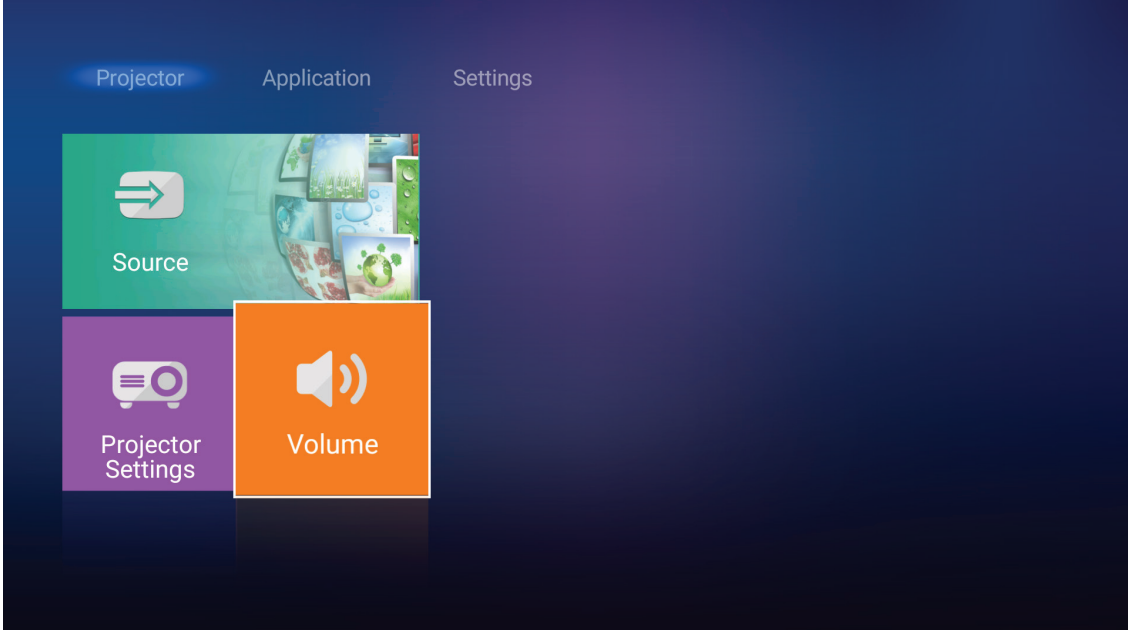 Projector
Application
Settings
Source
Projector
Settings
Volume